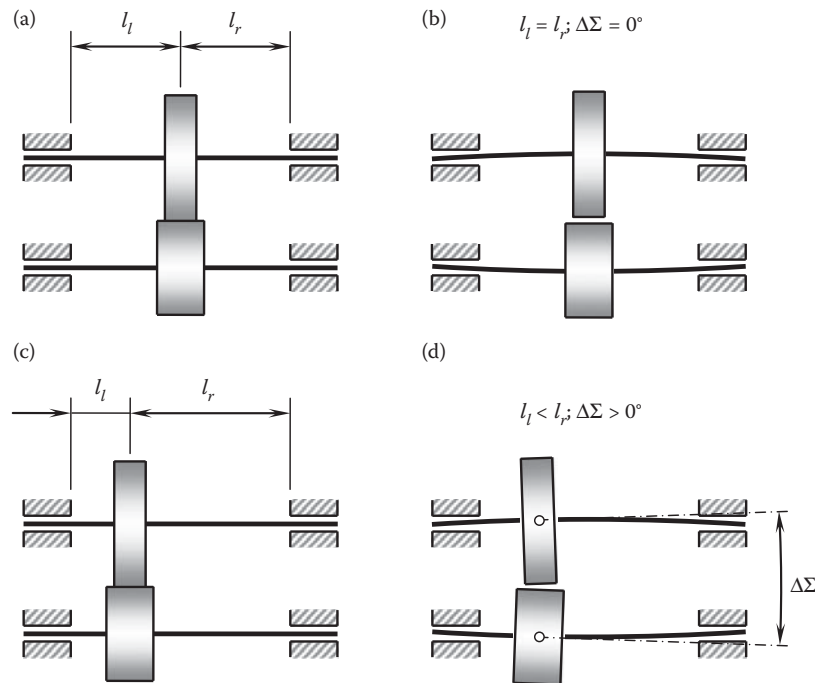 (a)
l_l
l_r
(b)
l_l = l_r; ΔΣ = 0°
(c)
l_l
l_r
(d)
l_l < l_r; ΔΣ > 0°
ΔΣ